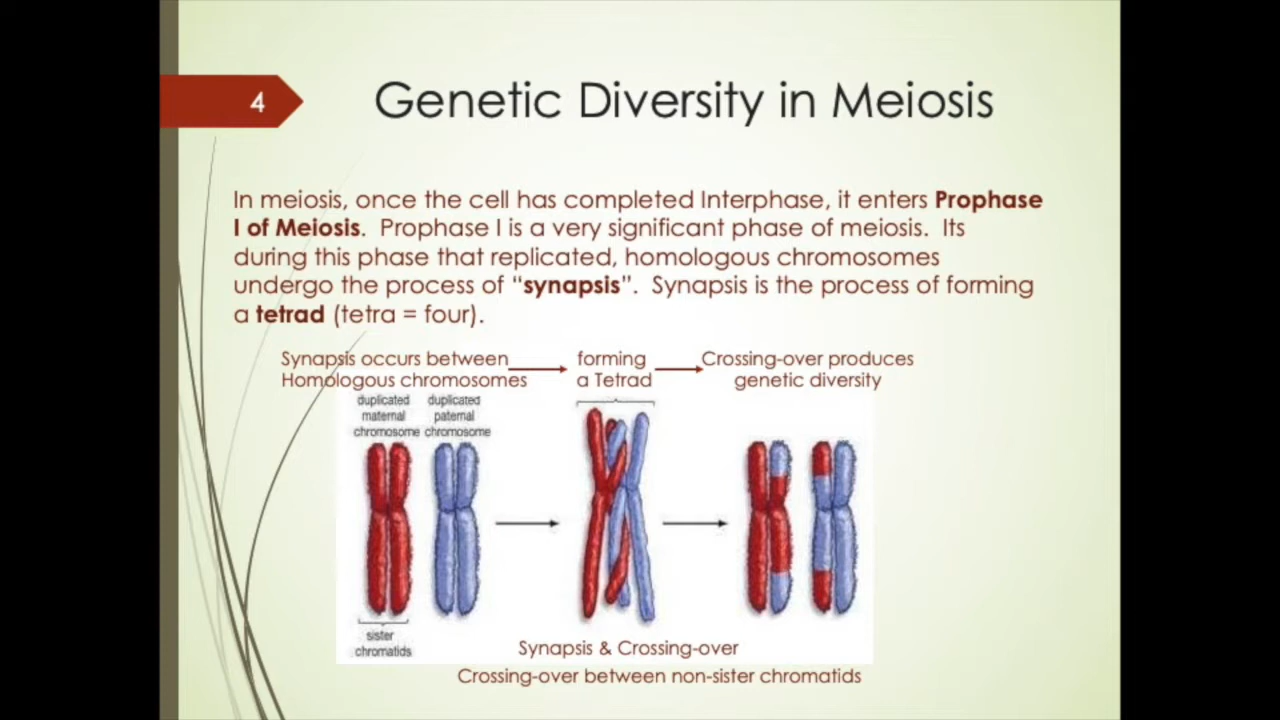 4
Genetic Diversity in Meiosis
In meiosis, once the cell has completed Interphase, it enters Prophase
I of Meiosis.  Prophase I is a very significant phase of meiosis.  Its
during this phase that replicated, homologous chromosomes
undergo the process of “synapsis”.  Synapsis is the process of forming
a tetrad (tetra = four).
Synapsis occurs between forming Crossing-over produces
Homologous chromosomes a Tetrad genetic diversity
duplicated duplicated
maternal paternal
chromosome chromosome
sister
chromatids
Synapsis & Crossing-over
Crossing-over between non-sister chromatids